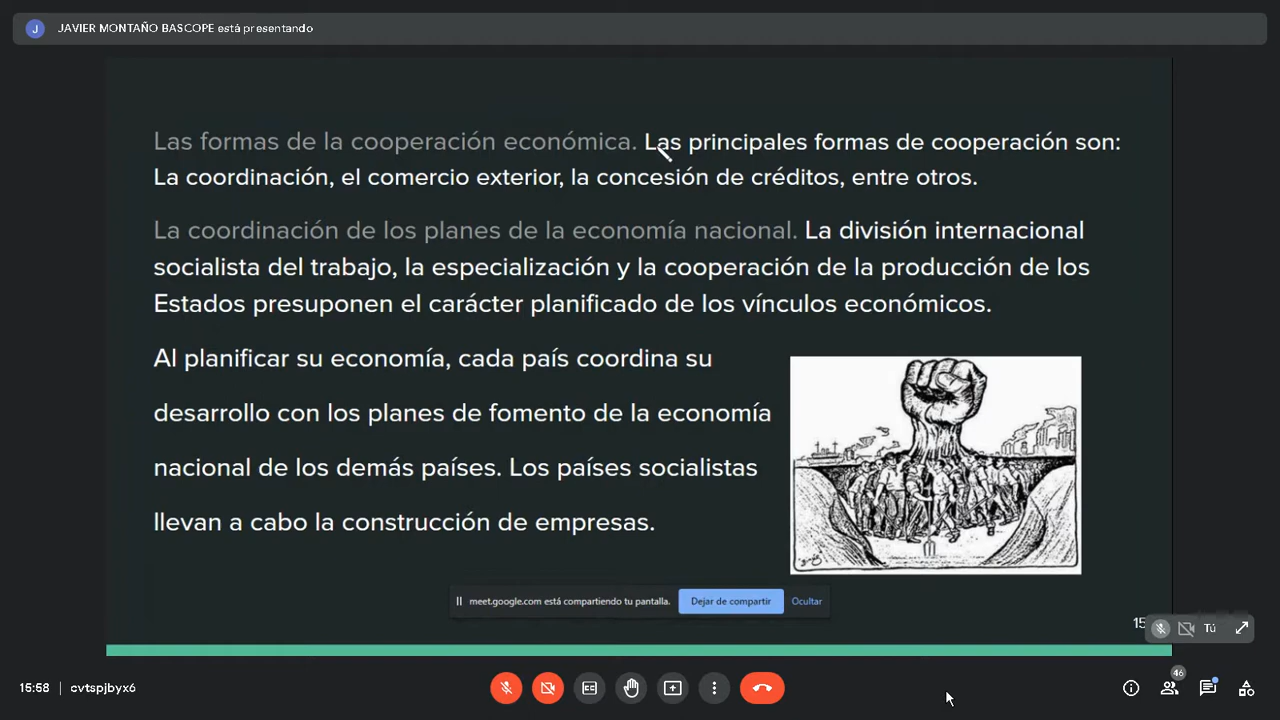 J JAVIER MONTAÑO BASCOPE está presentando
Las formas de la cooperación económica. Las principales formas de cooperación son:
La coordinación, el comercio exterior, la concesión de créditos, entre otros.
La coordinación de los planes de la economía nacional. La división internacional
socialista del trabajo, la especialización y la cooperación de la producción de los
Estados presuponen el carácter planificado de los vínculos económicos.
Al planificar su economía, cada país coordina su
desarrollo con los planes de fomento de la economía
nacional de los demás países. Los países socialistas
llevan a cabo la construcción de empresas.
meet.google.com está compartiendo tu pantalla. Dejar de compartir Ocultar
15
Tú
15:58 | cvtspjbyx6
46